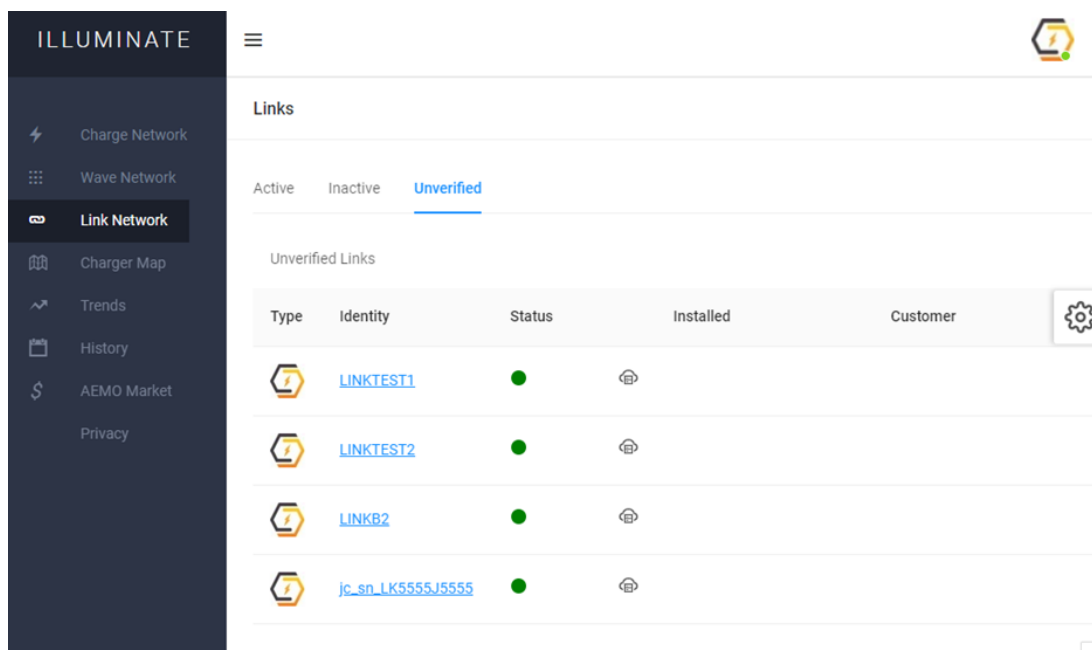 ILLUMINATE
Charge Network
Wave Network
Link Network
Charger Map
Trends
History
AEMO Market
Privacy
Links
Active Inactive Unverified
Unverified Links
Type Identity Status Installed Customer
LINKTEST1
LINKTEST2
LINKB2
jc_sn_LK5555J5555